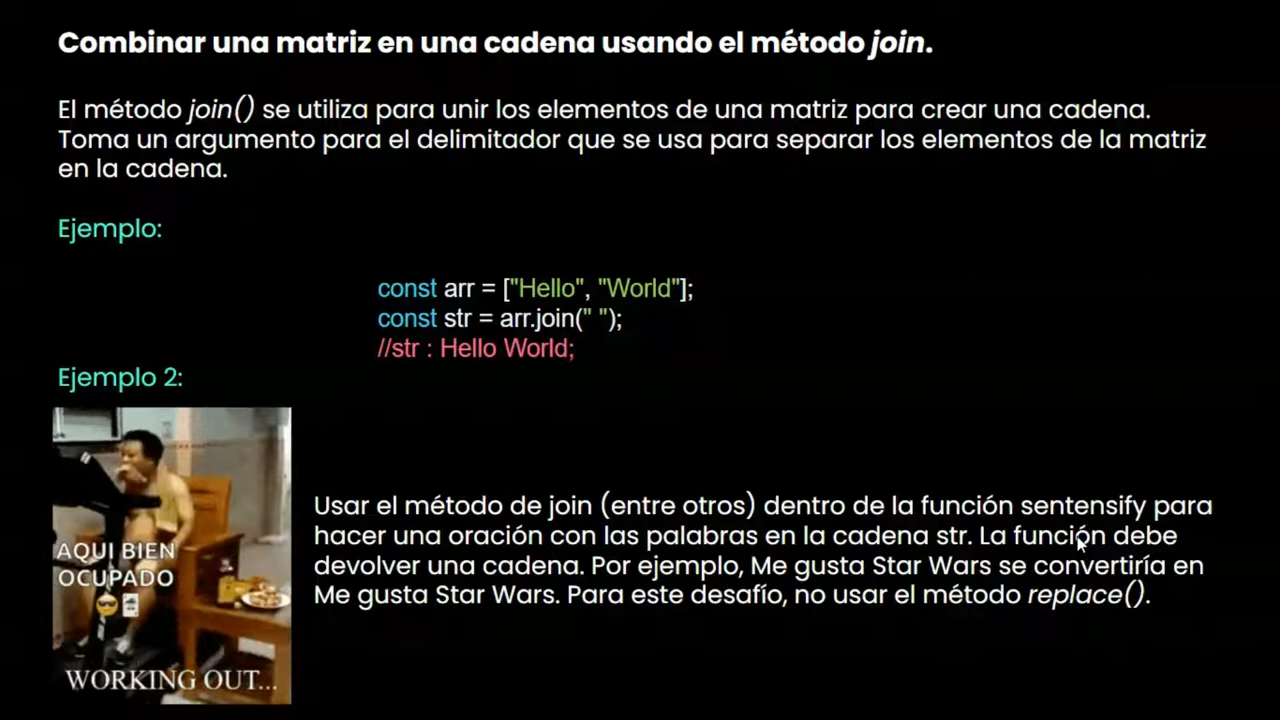 Combinar una matriz en una cadena usando el método join.
El método join() se utiliza para unir los elementos de una matriz para crear una cadena.
Toma un argumento para el delimitador que se usa para separar los elementos de la matriz
en la cadena.
Ejemplo:
const arr = ["Hello", "World"];
const str = arr.join(" ");
//str : Hello World;
Ejemplo 2:
Usar el método de join (entre otros) dentro de la función sentensify para
hacer una oración con las palabras en la cadena str. La función debe
devolver una cadena. Por ejemplo, Me gusta Star Wars se convertiría en
Me gusta Star Wars. Para este desafío, no usar el método replace().
AQUI BIEN
OCUPADO
WORKING OUT...